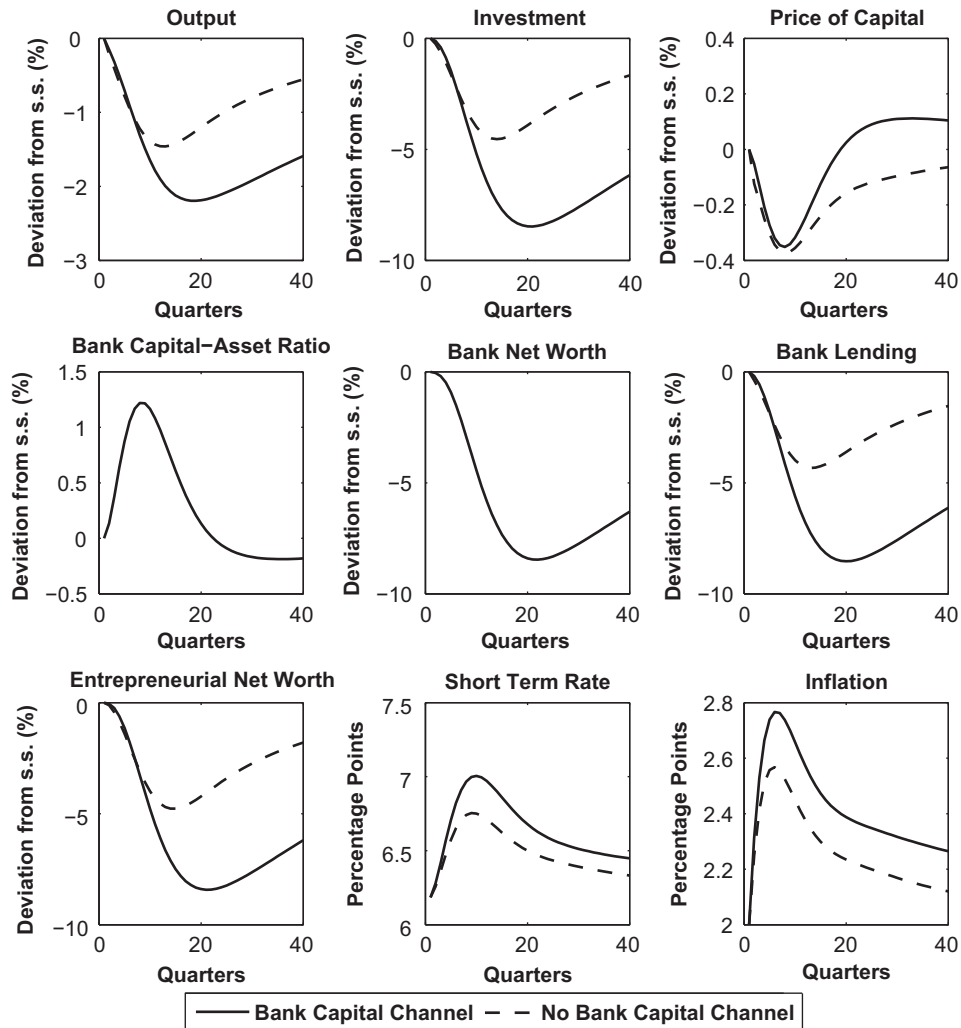 Output
Deviation from s.s. (%)
0
−1
−2
−3
0 20 40
Quarters
Investment
Deviation from s.s. (%)
0
−5
−10
0 20 40
Quarters
Price of Capital
Deviation from s.s. (%)
0.4
0.2
0
−0.2
−0.4
0 20 40
Quarters
Bank Capital−Asset Ratio
Deviation from s.s. (%)
1.5
1
0.5
0
−0.5
0 20 40
Quarters
Bank Net Worth
Deviation from s.s. (%)
0
−5
−10
0 20 40
Quarters
Bank Lending
Deviation from s.s. (%)
0
−5
−10
0 20 40
Quarters
Entrepreneurial Net Worth
Deviation from s.s. (%)
0
−5
−10
0 20 40
Quarters
Short Term Rate
Percentage Points
7.5
7
6.5
6
0 20 40
Quarters
Inflation
Percentage Points
2.8
2.6
2.4
2.2
2
0 20 40
Quarters
Bank Capital Channel No Bank Capital Channel